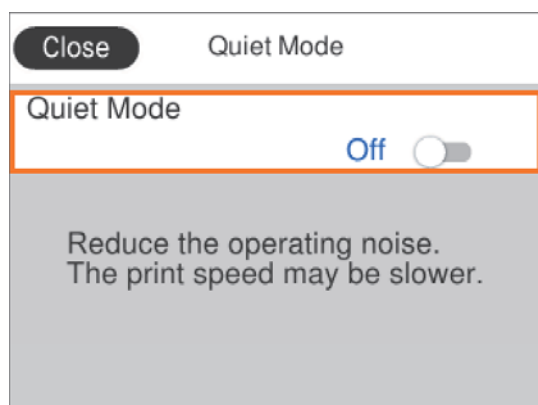 Close Quiet Mode
Quiet Mode
Off
Reduce the operating noise.
The print speed may be slower.